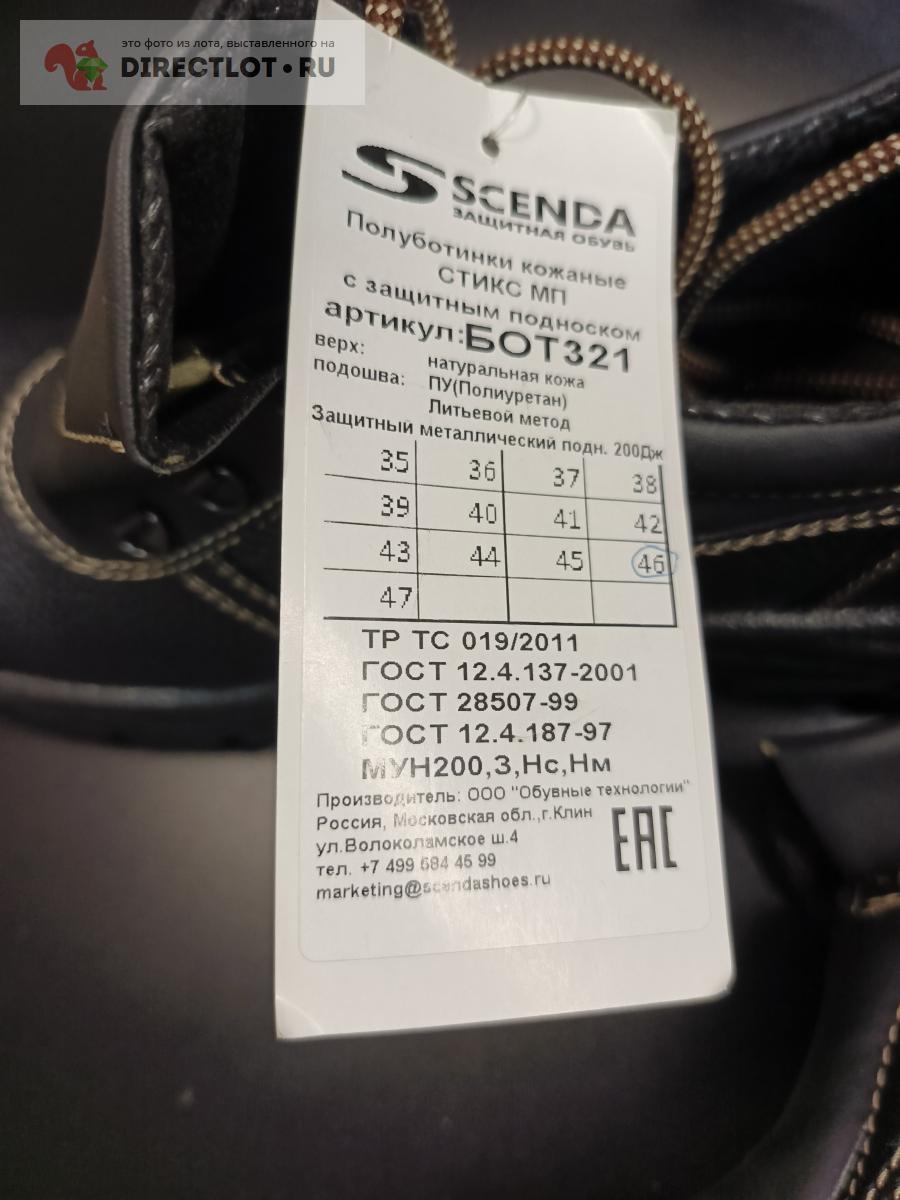 это фото из лота, выставленного на
DIRECTLOT.RU
SCENDA
ЗАЩИТНАЯ ОБУВЬ
Полуботинки кожаные
СТИКС МП
с защитным подноском
артикул:БОТ321
верх: натуральная кожа
подошва: ПУ(Полиуретан)
Литьевой метод
Защитный металлический подн. 200Дж
35 36 37 38
39 40 41 42
43 44 45 46
47
ТР ТС 019/2011
ГОСТ 12.4.137-2001
ГОСТ 28507-99
ГОСТ 12.4.187-97
МУН200,З,Нс,Нм
Производитель: ООО "Обувные технологии"
Россия, Московская обл.,г.Клин
ул.Волоколамское ш.4
тел. +7 499 684 45 99
marketing@scendashoes.ru
EAC